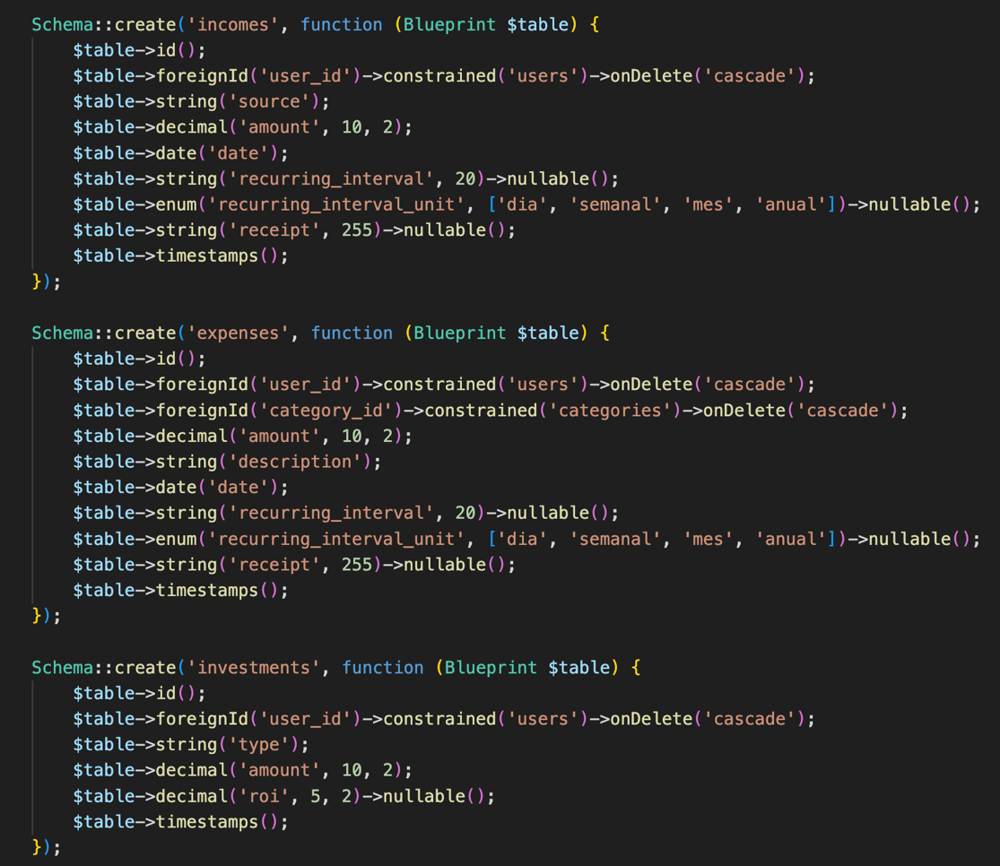 Schema::create('incomes', function (Blueprint $table) {
    $table->id();
    $table->foreignId('user_id')->constrained('users')->onDelete('cascade');
    $table->string('source');
    $table->decimal('amount', 10, 2);
    $table->date('date');
    $table->string('recurring_interval', 20)->nullable();
    $table->enum('recurring_interval_unit', ['dia', 'semanal', 'mes', 'anual'])->nullable();
    $table->string('receipt', 255)->nullable();
    $table->timestamps();
});

Schema::create('expenses', function (Blueprint $table) {
    $table->id();
    $table->foreignId('user_id')->constrained('users')->onDelete('cascade');
    $table->foreignId('category_id')->constrained('categories')->onDelete('cascade');
    $table->decimal('amount', 10, 2);
    $table->string('description');
    $table->date('date');
    $table->string('recurring_interval', 20)->nullable();
    $table->enum('recurring_interval_unit', ['dia', 'semanal', 'mes', 'anual'])->nullable();
    $table->string('receipt', 255)->nullable();
    $table->timestamps();
});

Schema::create('investments', function (Blueprint $table) {
    $table->id();
    $table->foreignId('user_id')->constrained('users')->onDelete('cascade');
    $table->string('type');
    $table->decimal('amount', 10, 2);
    $table->decimal('roi', 5, 2)->nullable();
    $table->timestamps();
});